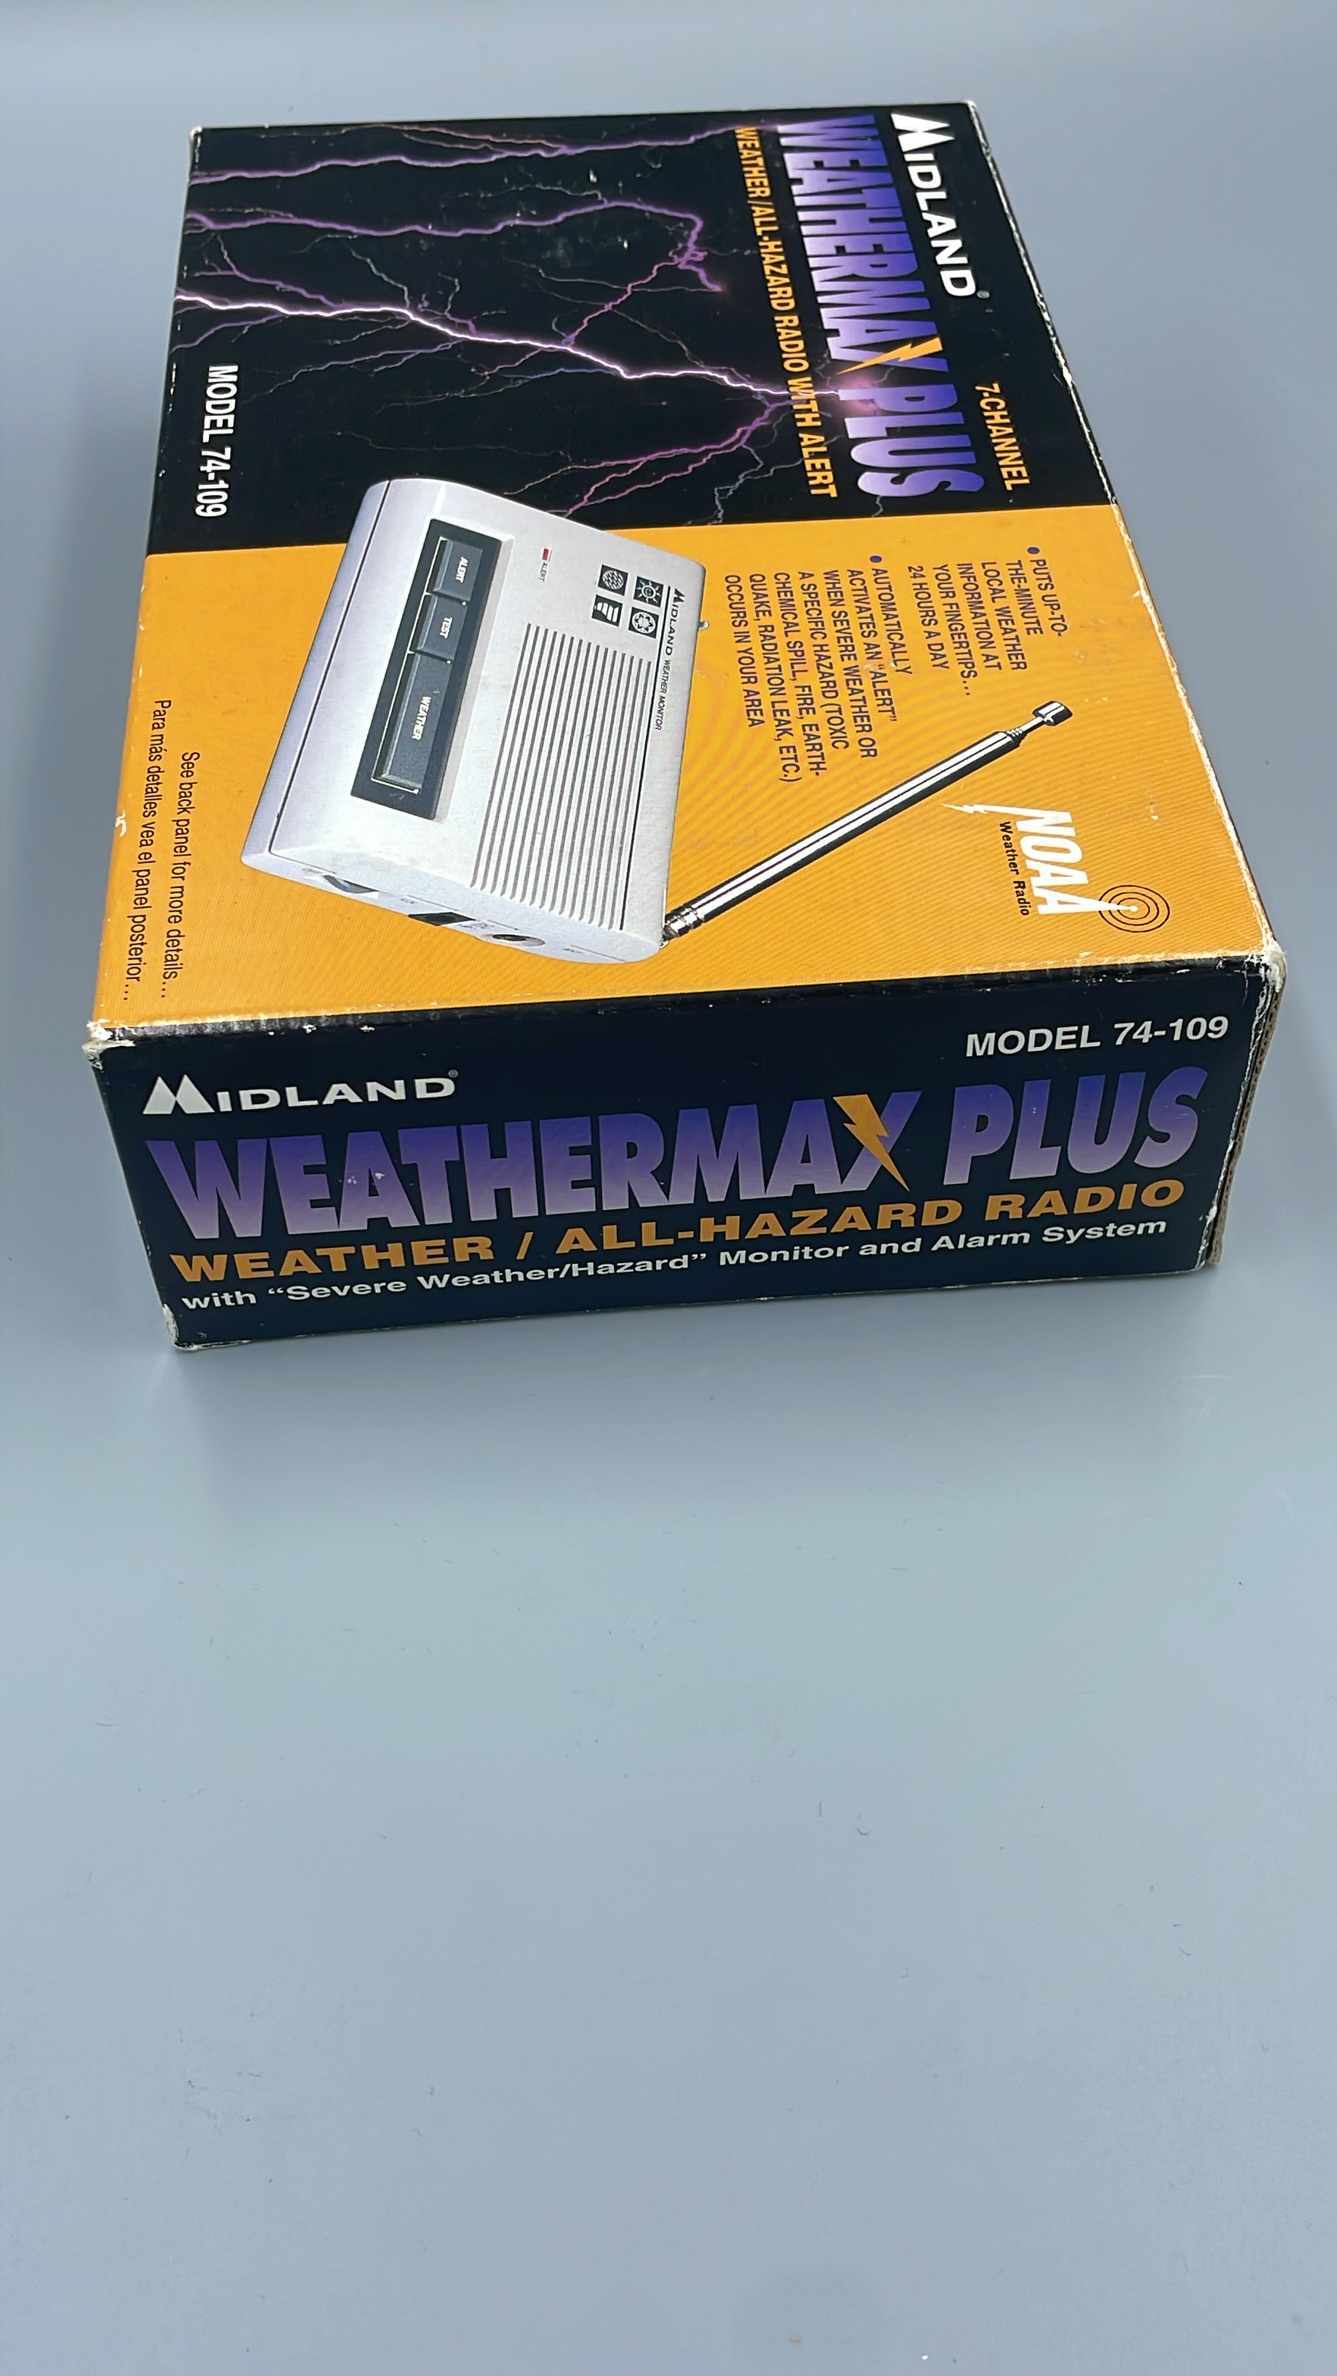 MIDLAND®
7-CHANNEL
WEATHERMAX PLUS
WEATHER/ALL-HAZARD RADIO WITH ALERT
MODEL 74-109
• PUTS UP-TO-
THE-MINUTE
LOCAL WEATHER
INFORMATION AT
YOUR FINGERTIPS...
24 HOURS A DAY
• AUTOMATICALLY
ACTIVATES AN "ALERT"
WHEN SEVERE WEATHER OR
A SPECIFIC HAZARD (TOXIC
CHEMICAL SPILL, FIRE, EARTH-
QUAKE, RADIATION LEAK, ETC.)
OCCURS IN YOUR AREA
NOAA
Weather Radio
MIDLAND WEATHER MONITOR
ALERT
ALERT
TEST
WEATHER
See back panel for more details...
Para más detalles vea el panel posterior...
MODEL 74-109
MIDLAND®
WEATHERMAX PLUS
WEATHER / ALL-HAZARD RADIO
with “Severe Weather/Hazard” Monitor and Alarm System